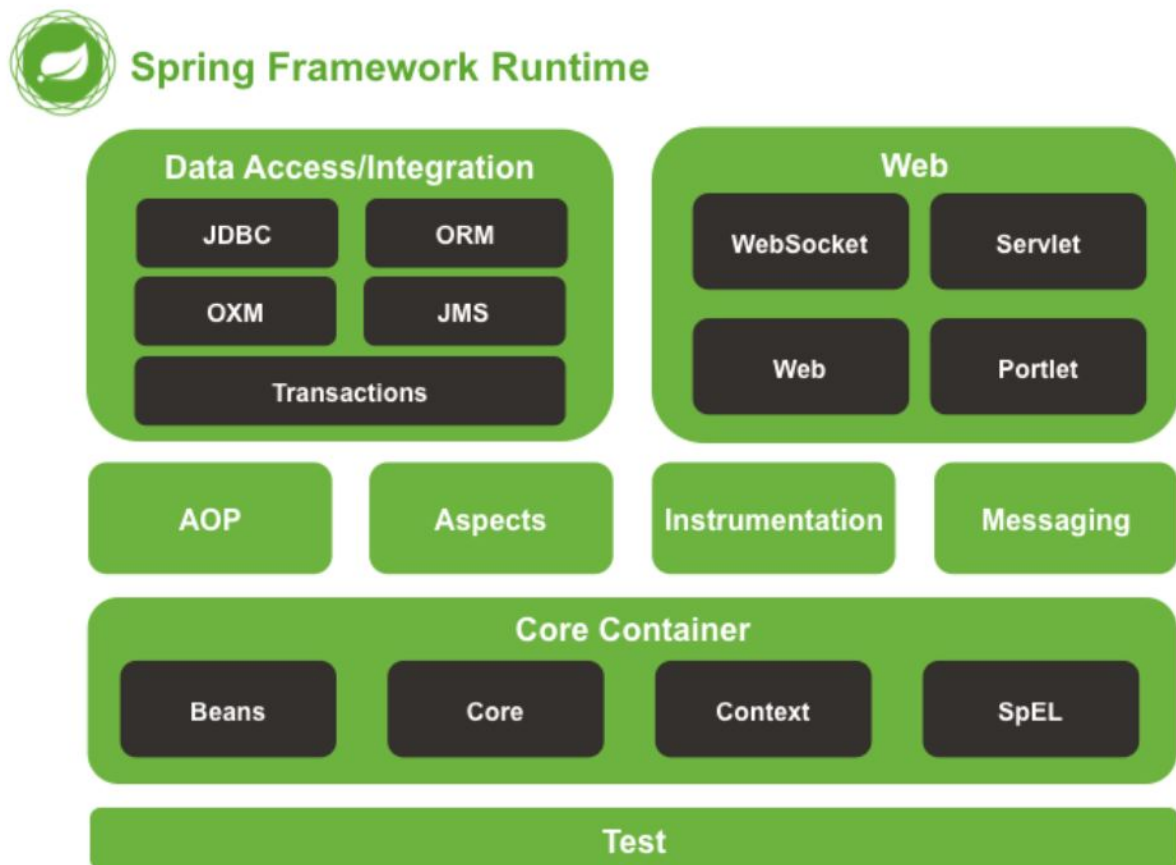 Spring Framework Runtime
Data Access/Integration
JDBC
ORM
OXM
JMS
Transactions
Web
WebSocket
Servlet
Web
Portlet
AOP
Aspects
Instrumentation
Messaging
Core Container
Beans
Core
Context
SpEL
Test